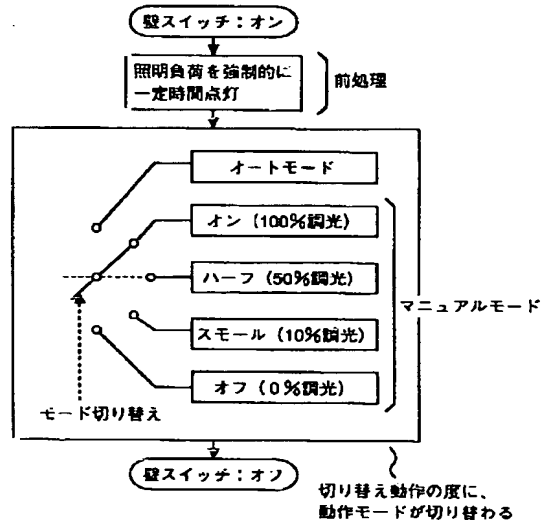 壁スイッチ：オン
照明負荷を強制的に
一定時間点灯
前処理
オートモード
オン（100％調光）
ハーフ（50％調光）
マニュアルモード
スモール（10％調光）
オフ（0％調光）
モード切り替え
壁スイッチ：オフ
切り替え動作の度に、
動作モードが切り替わる